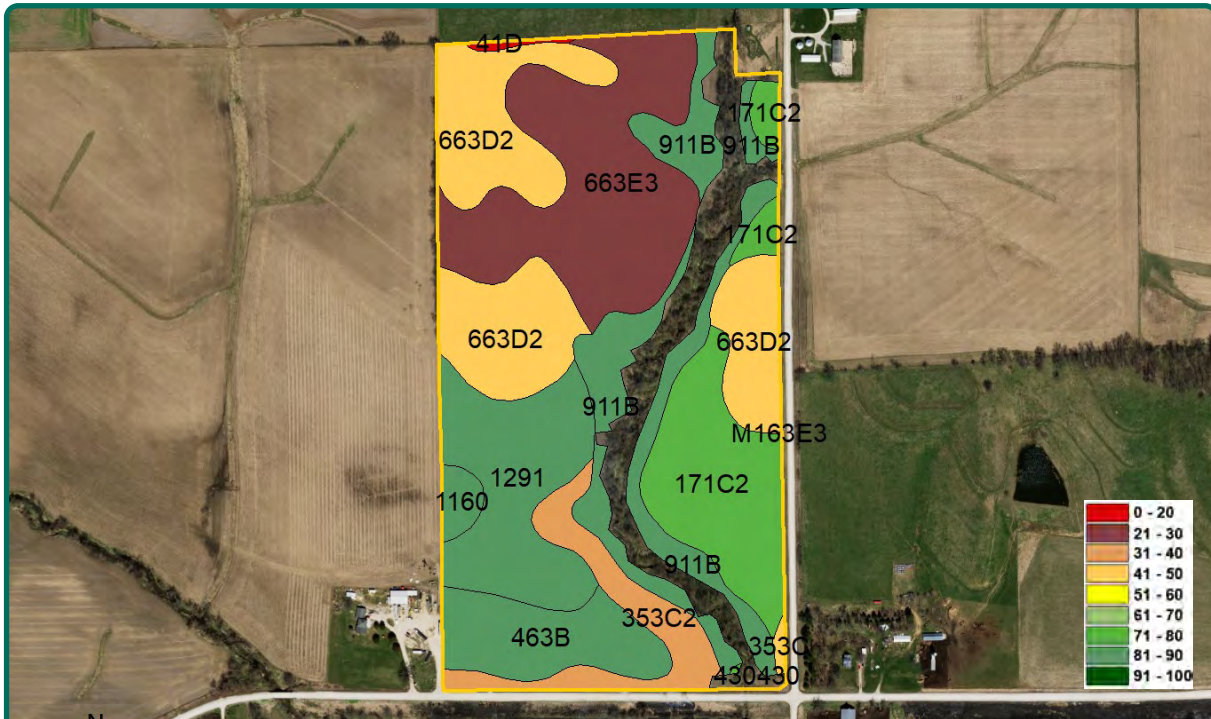 41D
663D2
171C2
911B
911B
663E3
171C2
663D2
663D2
911B
M163E3
1291
171C2
1160
911B
353C2
463B
353C
430430
0 - 20
21 - 30
31 - 40
41 - 50
51 - 60
61 - 70
71 - 80
81 - 90
91 - 100